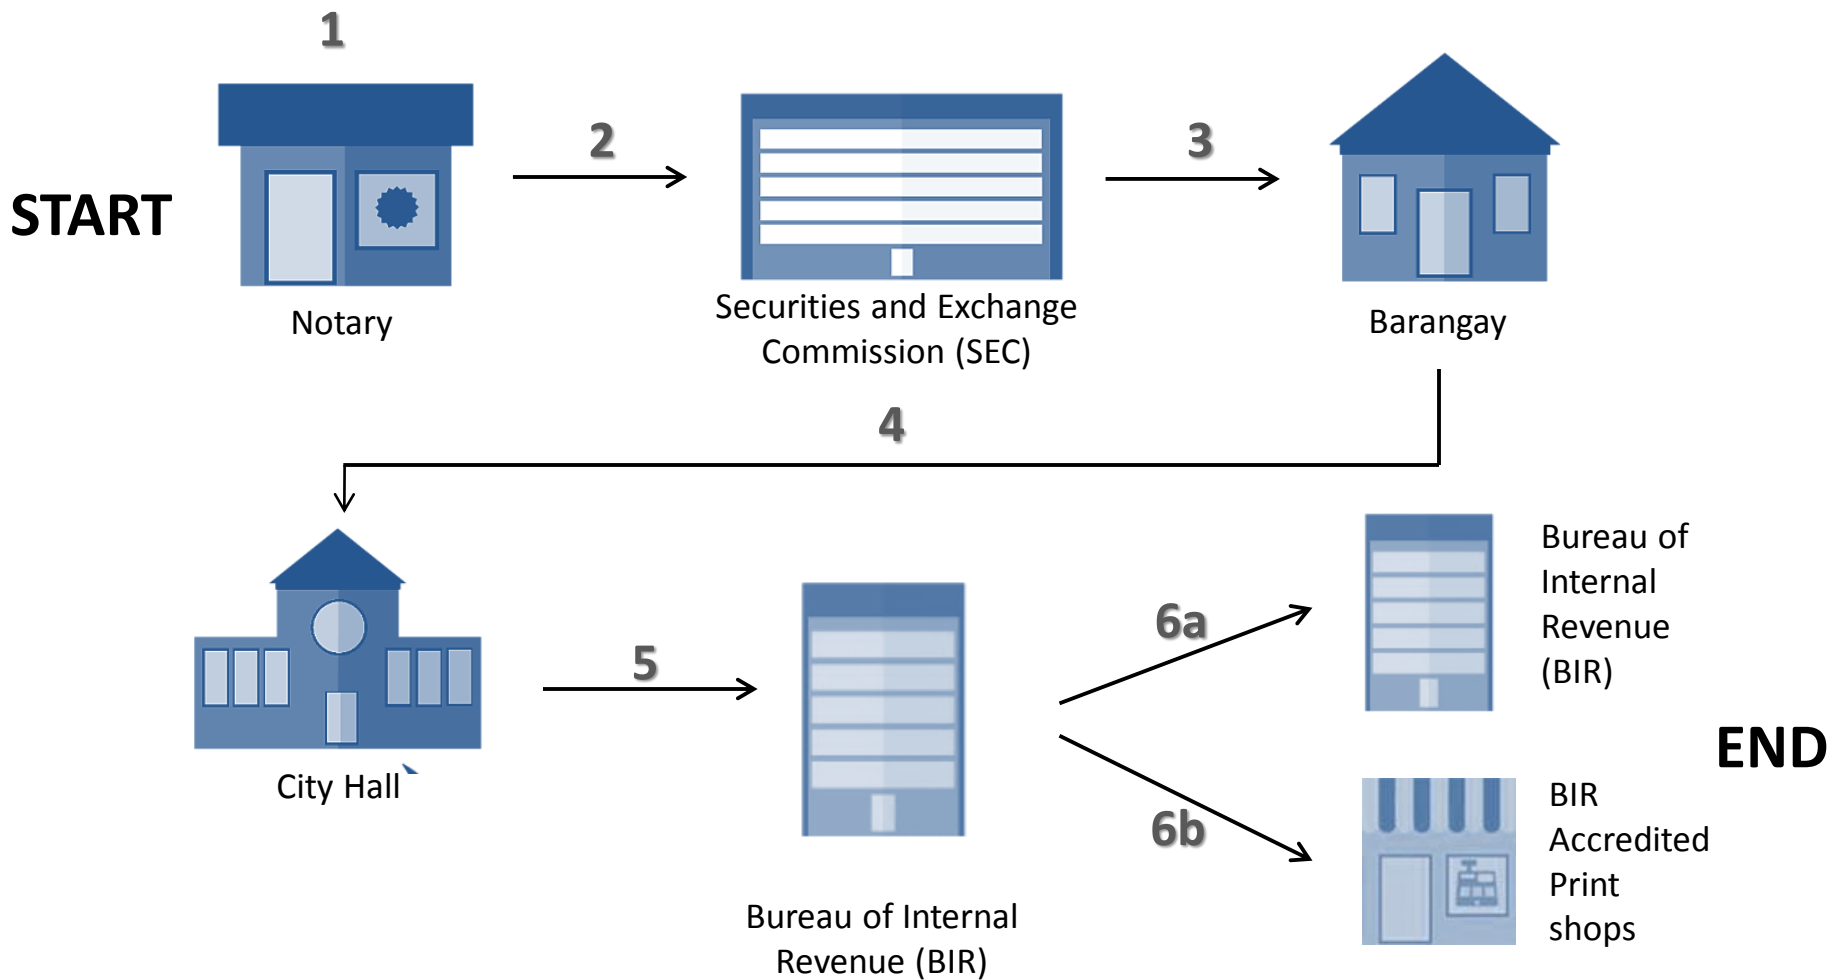 1
2
3
START
Notary
Securities and Exchange
Commission (SEC)
Barangay
4
5
6a
6b
City Hall
Bureau of Internal
Revenue (BIR)
Bureau of
Internal
Revenue
(BIR)
END
BIR
Accredited
Print
shops